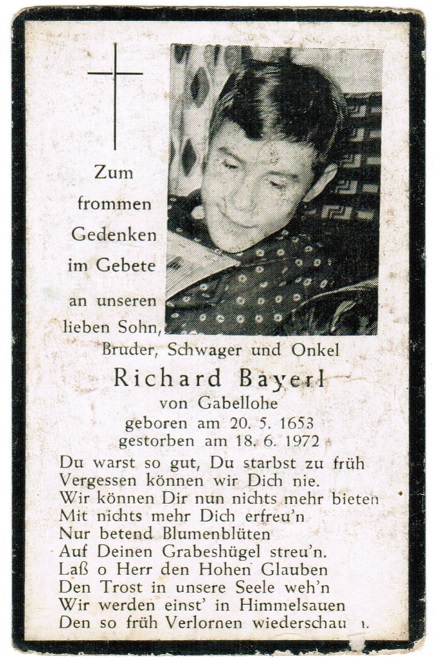 Zum
frommen
Gedenken
im Gebete
an unseren
lieben Sohn,
Bruder, Schwager und Onkel
Richard Bayerl
von Gabellohe
geboren am 20. 5. 1653
gestorben am 18. 6. 1972
Du warst so gut, Du starbst zu früh
Vergessen können wir Dich nie.
Wir können Dir nun nichts mehr bieten
Mit nichts mehr Dich erfreu'n
Nur betend Blumenblüten
Auf Deinen Grabeshügel streu'n.
Laß o Herr den Hohen Glauben
Den Trost in unsere Seele weh'n
Wir werden einst' in Himmelsauen
Den so früh Verlornen wiederschau